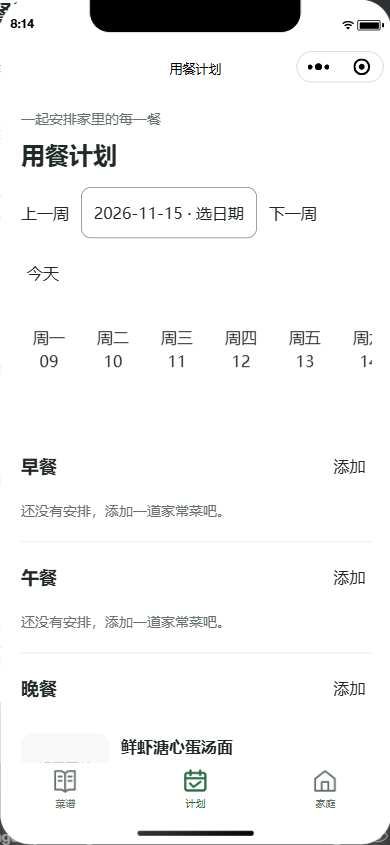 8:14
用餐计划
一起安排家里的每一餐
用餐计划
上一周 2026-11-15 · 选日期 下一周
今天
周一 周二 周三 周四 周五
09 10 11 12 13
早餐 添加
还没有安排，添加一道家常菜吧。
午餐 添加
还没有安排，添加一道家常菜吧。
晚餐 添加
鲜虾溏心蛋汤面
菜谱 计划 家庭